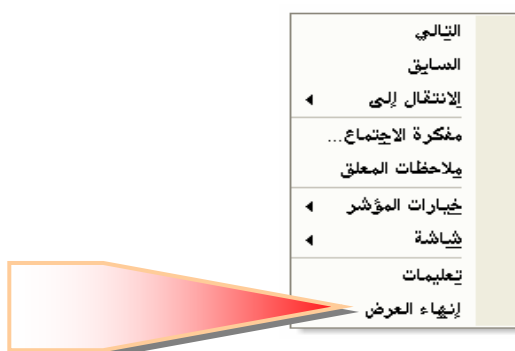 التالي
السابق
الانتقال إلى
مفكرة الاجتماع...
ملاحظات المعلق
خيارات المؤشر
شاشة
تعليمات
إنهاء العرض